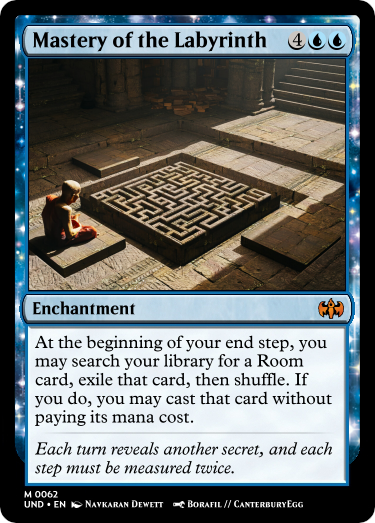 Mastery of the Labyrinth 4
Enchantment
At the beginning of your end step, you
may search your library for a Room
card, exile that card, then shuffle. If
you do, you may cast that card without
paying its mana cost.
Each turn reveals another secret, and each
step must be measured twice.
M 0062
UND • EN Navkaran Dewett Borafil // CanterburyEgg